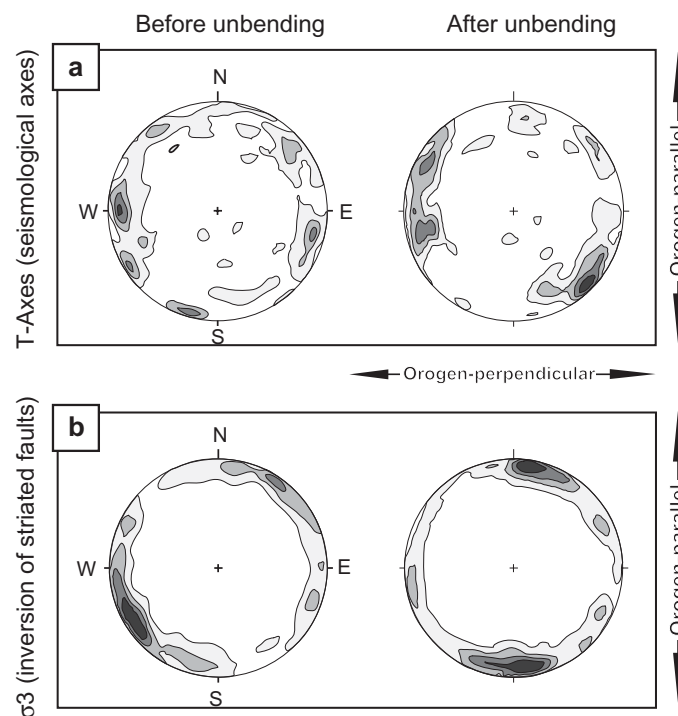 Before unbending
After unbending
a
T-Axes (seismological axes)
N
W
E
S
Orogen-parallel
Orogen-perpendicular
b
σ3 (inversion of striated faults)
N
W
E
S
Orogen-parallel